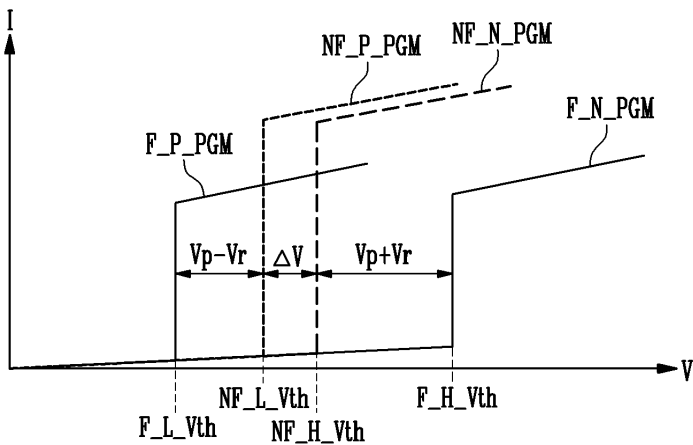 I
NF_P_PGM
NF_N_PGM
F_N_PGM
F_P_PGM
Vp-Vr
△V
Vp+Vr
V
NF_L_Vth
F_H_Vth
F_L_Vth
NF_H_Vth